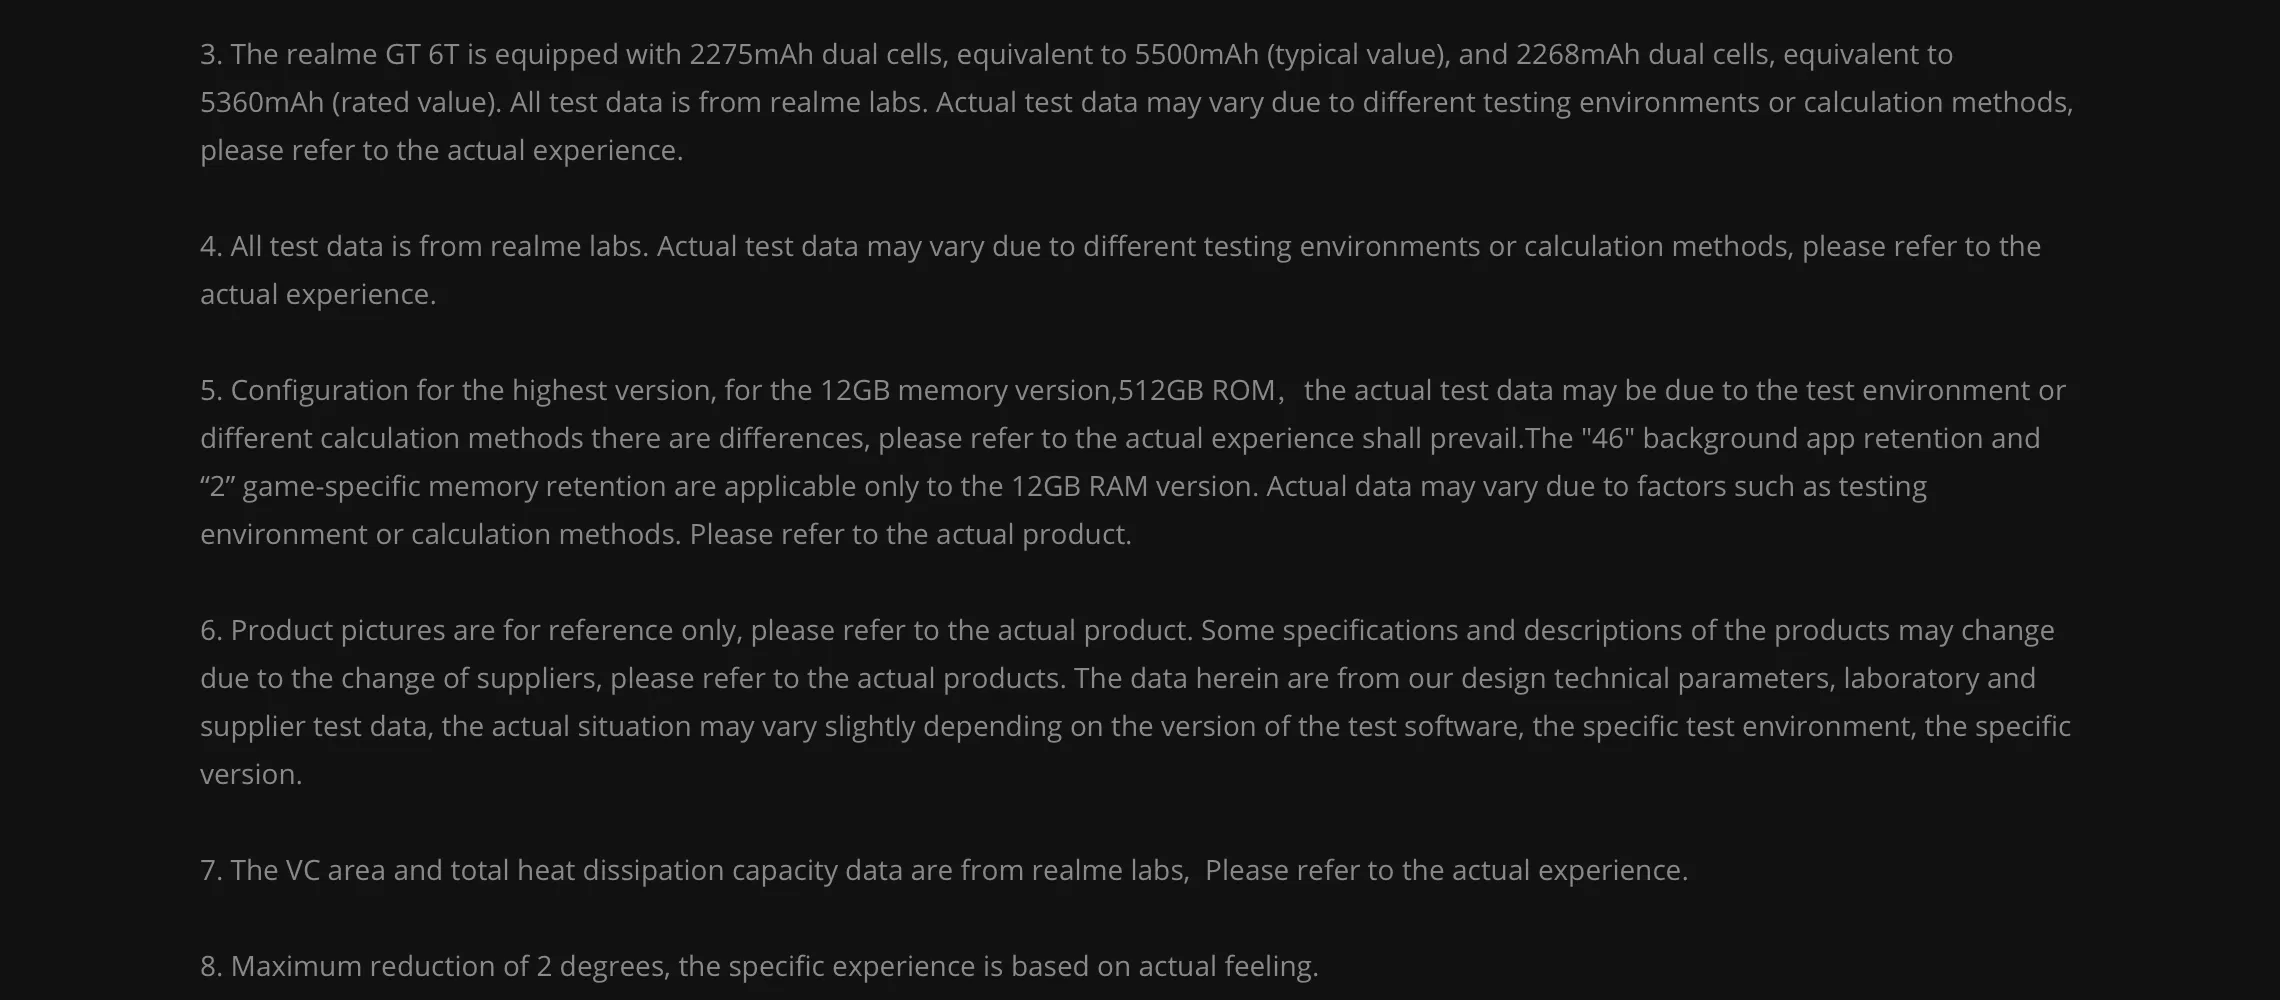 3. The realme GT 6T is equipped with 2275mAh dual cells, equivalent to 5500mAh (typical value), and 2268mAh dual cells, equivalent to
5360mAh (rated value). All test data is from realme labs. Actual test data may vary due to different testing environments or calculation methods,
please refer to the actual experience.
4. All test data is from realme labs. Actual test data may vary due to different testing environments or calculation methods, please refer to the
actual experience.
5. Configuration for the highest version, for the 12GB memory version,512GB ROM，the actual test data may be due to the test environment or
different calculation methods there are differences, please refer to the actual experience shall prevail.The "46" background app retention and
“2” game-specific memory retention are applicable only to the 12GB RAM version. Actual data may vary due to factors such as testing
environment or calculation methods. Please refer to the actual product.
6. Product pictures are for reference only, please refer to the actual product. Some specifications and descriptions of the products may change
due to the change of suppliers, please refer to the actual products. The data herein are from our design technical parameters, laboratory and
supplier test data, the actual situation may vary slightly depending on the version of the test software, the specific test environment, the specific
version.
7. The VC area and total heat dissipation capacity data are from realme labs,  Please refer to the actual experience.
8. Maximum reduction of 2 degrees, the specific experience is based on actual feeling.